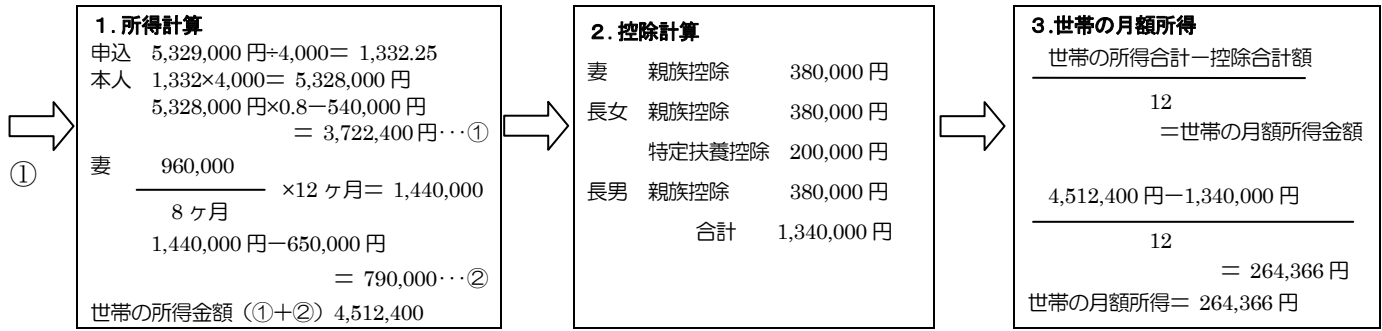 ①
１. 所得計算
申込 5,329,000 円÷4,000＝ 1,332.25
本人 1,332×4,000＝ 5,328,000 円
5,328,000 円×0.8－540,000 円
＝ 3,722,400 円･･･①
妻 960,000
×12 ヶ月＝ 1,440,000
8 ヶ月
1,440,000 円－650,000 円
＝ 790,000･･･②
世帯の所得金額（①＋②）4,512,400
２. 控除計算
妻 親族控除 380,000 円
長女 親族控除 380,000 円
特定扶養控除 200,000 円
長男 親族控除 380,000 円
合計 1,340,000 円
３.世帯の月額所得
世帯の所得合計－控除合計額
12
＝世帯の月額所得金額
4,512,400 円－1,340,000 円
12
＝ 264,366 円
世帯の月額所得＝ 264,366 円